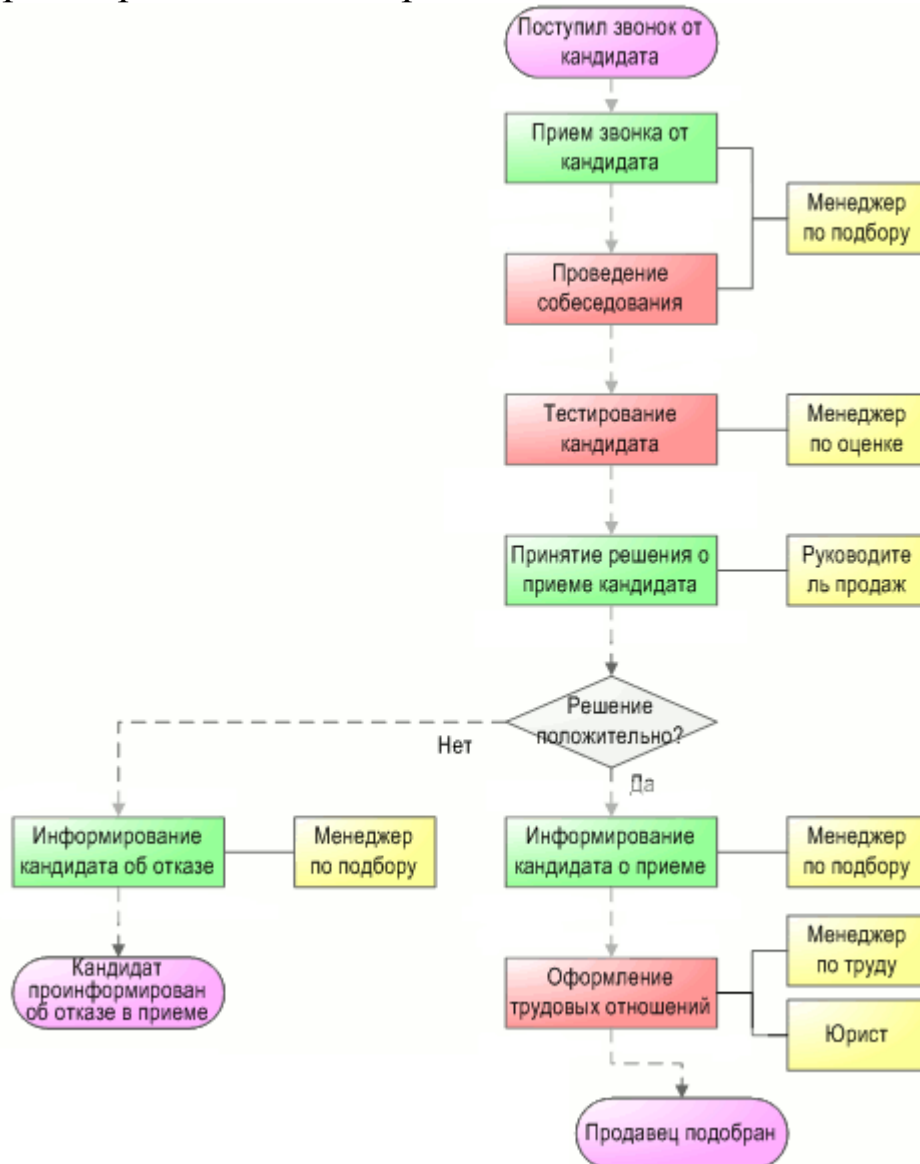 Поступил звонок от
кандидата
Прием звонка от
кандидата
Менеджер
по подбору
Проведение
собеседования
Тестирование
кандидата
Менеджер
по оценке
Принятие решения о
приеме кандидата
Руководите
ль продаж
Решение
положительно?
Нет
Да
Информирование
кандидата об отказе
Менеджер
по подбору
Информирование
кандидата о приеме
Менеджер
по подбору
Кандидат
проинформирован
об отказе в приеме
Оформление
трудовых отношений
Менеджер
по труду
Юрист
Продавец подобран